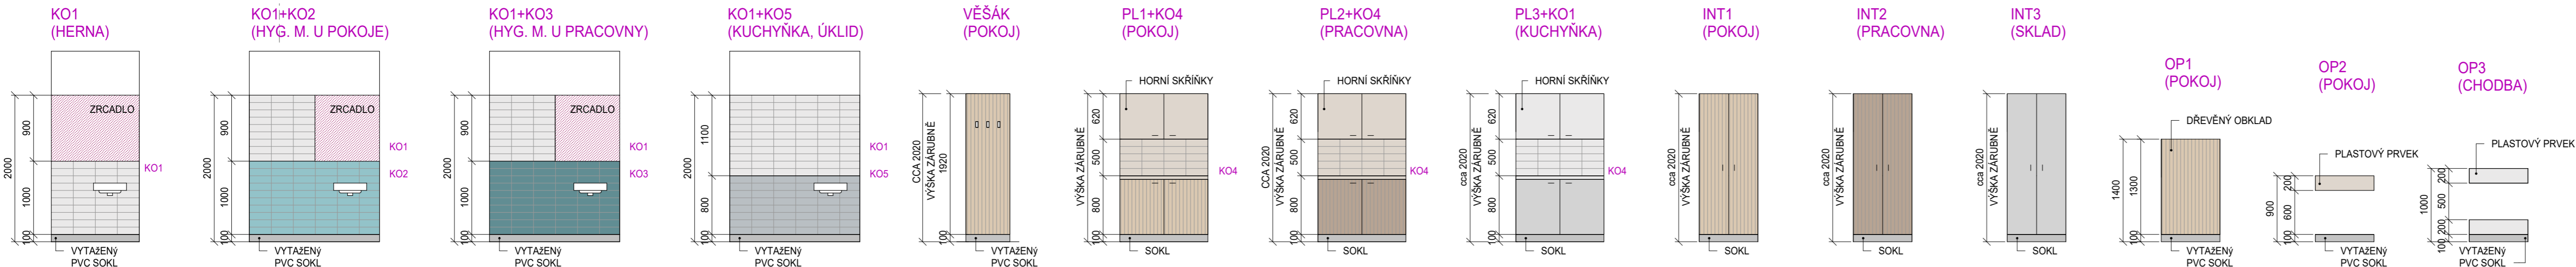 KO1
(HERNA)
ZRCADLO
KO1
2000
900
1000
100
VYTAžENý
PVC SOKL
KO1+KO2
(HYG. M. U POKOJE)
ZRCADLO
KO1
KO2
2000
900
1000
100
VYTAžENý
PVC SOKL
KO1+KO3
(HYG. M. U PRACOVNY)
ZRCADLO
KO1
KO3
2000
900
1000
100
VYTAžENý
PVC SOKL
KO1+KO5
(KUCHYŇKA, ÚKLID)
KO1
KO5
2000
1100
800
100
VYTAžENý
PVC SOKL
VĚŠÁK
(POKOJ)
CCA 2020
VÝŠKA ZÁRUBNĚ
1920
100
VYTAžENý
PVC SOKL
PL1+KO4
(POKOJ)
HORNÍ SKŘÍŇKY
CCA 2020
VÝŠKA ZÁRUBNĚ
620
500
800
100
KO4
SOKL
PL2+KO4
(PRACOVNA)
HORNÍ SKŘÍŇKY
CCA 2020
VÝŠKA ZÁRUBNĚ
620
500
800
100
KO4
SOKL
PL3+KO1
(KUCHYŇKA)
HORNÍ SKŘÍŇKY
cca 2020
VÝŠKA ZÁRUBNĚ
620
500
800
100
KO4
SOKL
INT1
(POKOJ)
cca 2020
VÝŠKA ZÁRUBNĚ
100
SOKL
INT2
(PRACOVNA)
cca 2020
VÝŠKA ZÁRUBNĚ
100
SOKL
INT3
(SKLAD)
cca 2020
VÝŠKA ZÁRUBNĚ
100
SOKL
OP1
(POKOJ)
DŘEVĚNÝ OBKLAD
1400
1300
100
VYTAžENý
PVC SOKL
OP2
(POKOJ)
PLASTOVÝ PRVEK
900
200
600
100
VYTAžENý
PVC SOKL
OP3
(CHODBA)
PLASTOVÝ PRVEK
1000
200
500
200
100
VYTAžENý
PVC SOKL